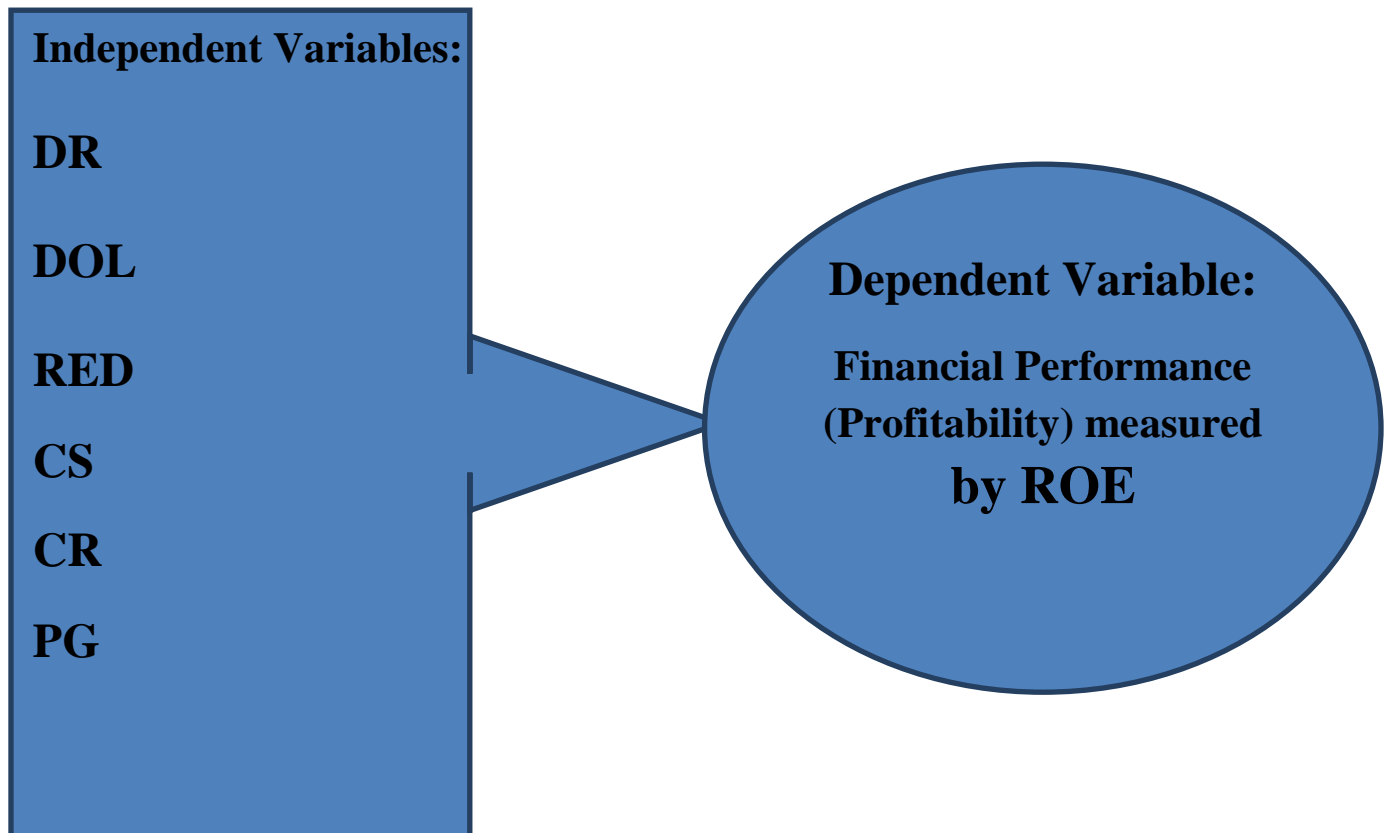 Independent Variables:
DR
DOL
RED
CS
CR
PG
Dependent Variable:
Financial Performance
(Profitability) measured
by ROE